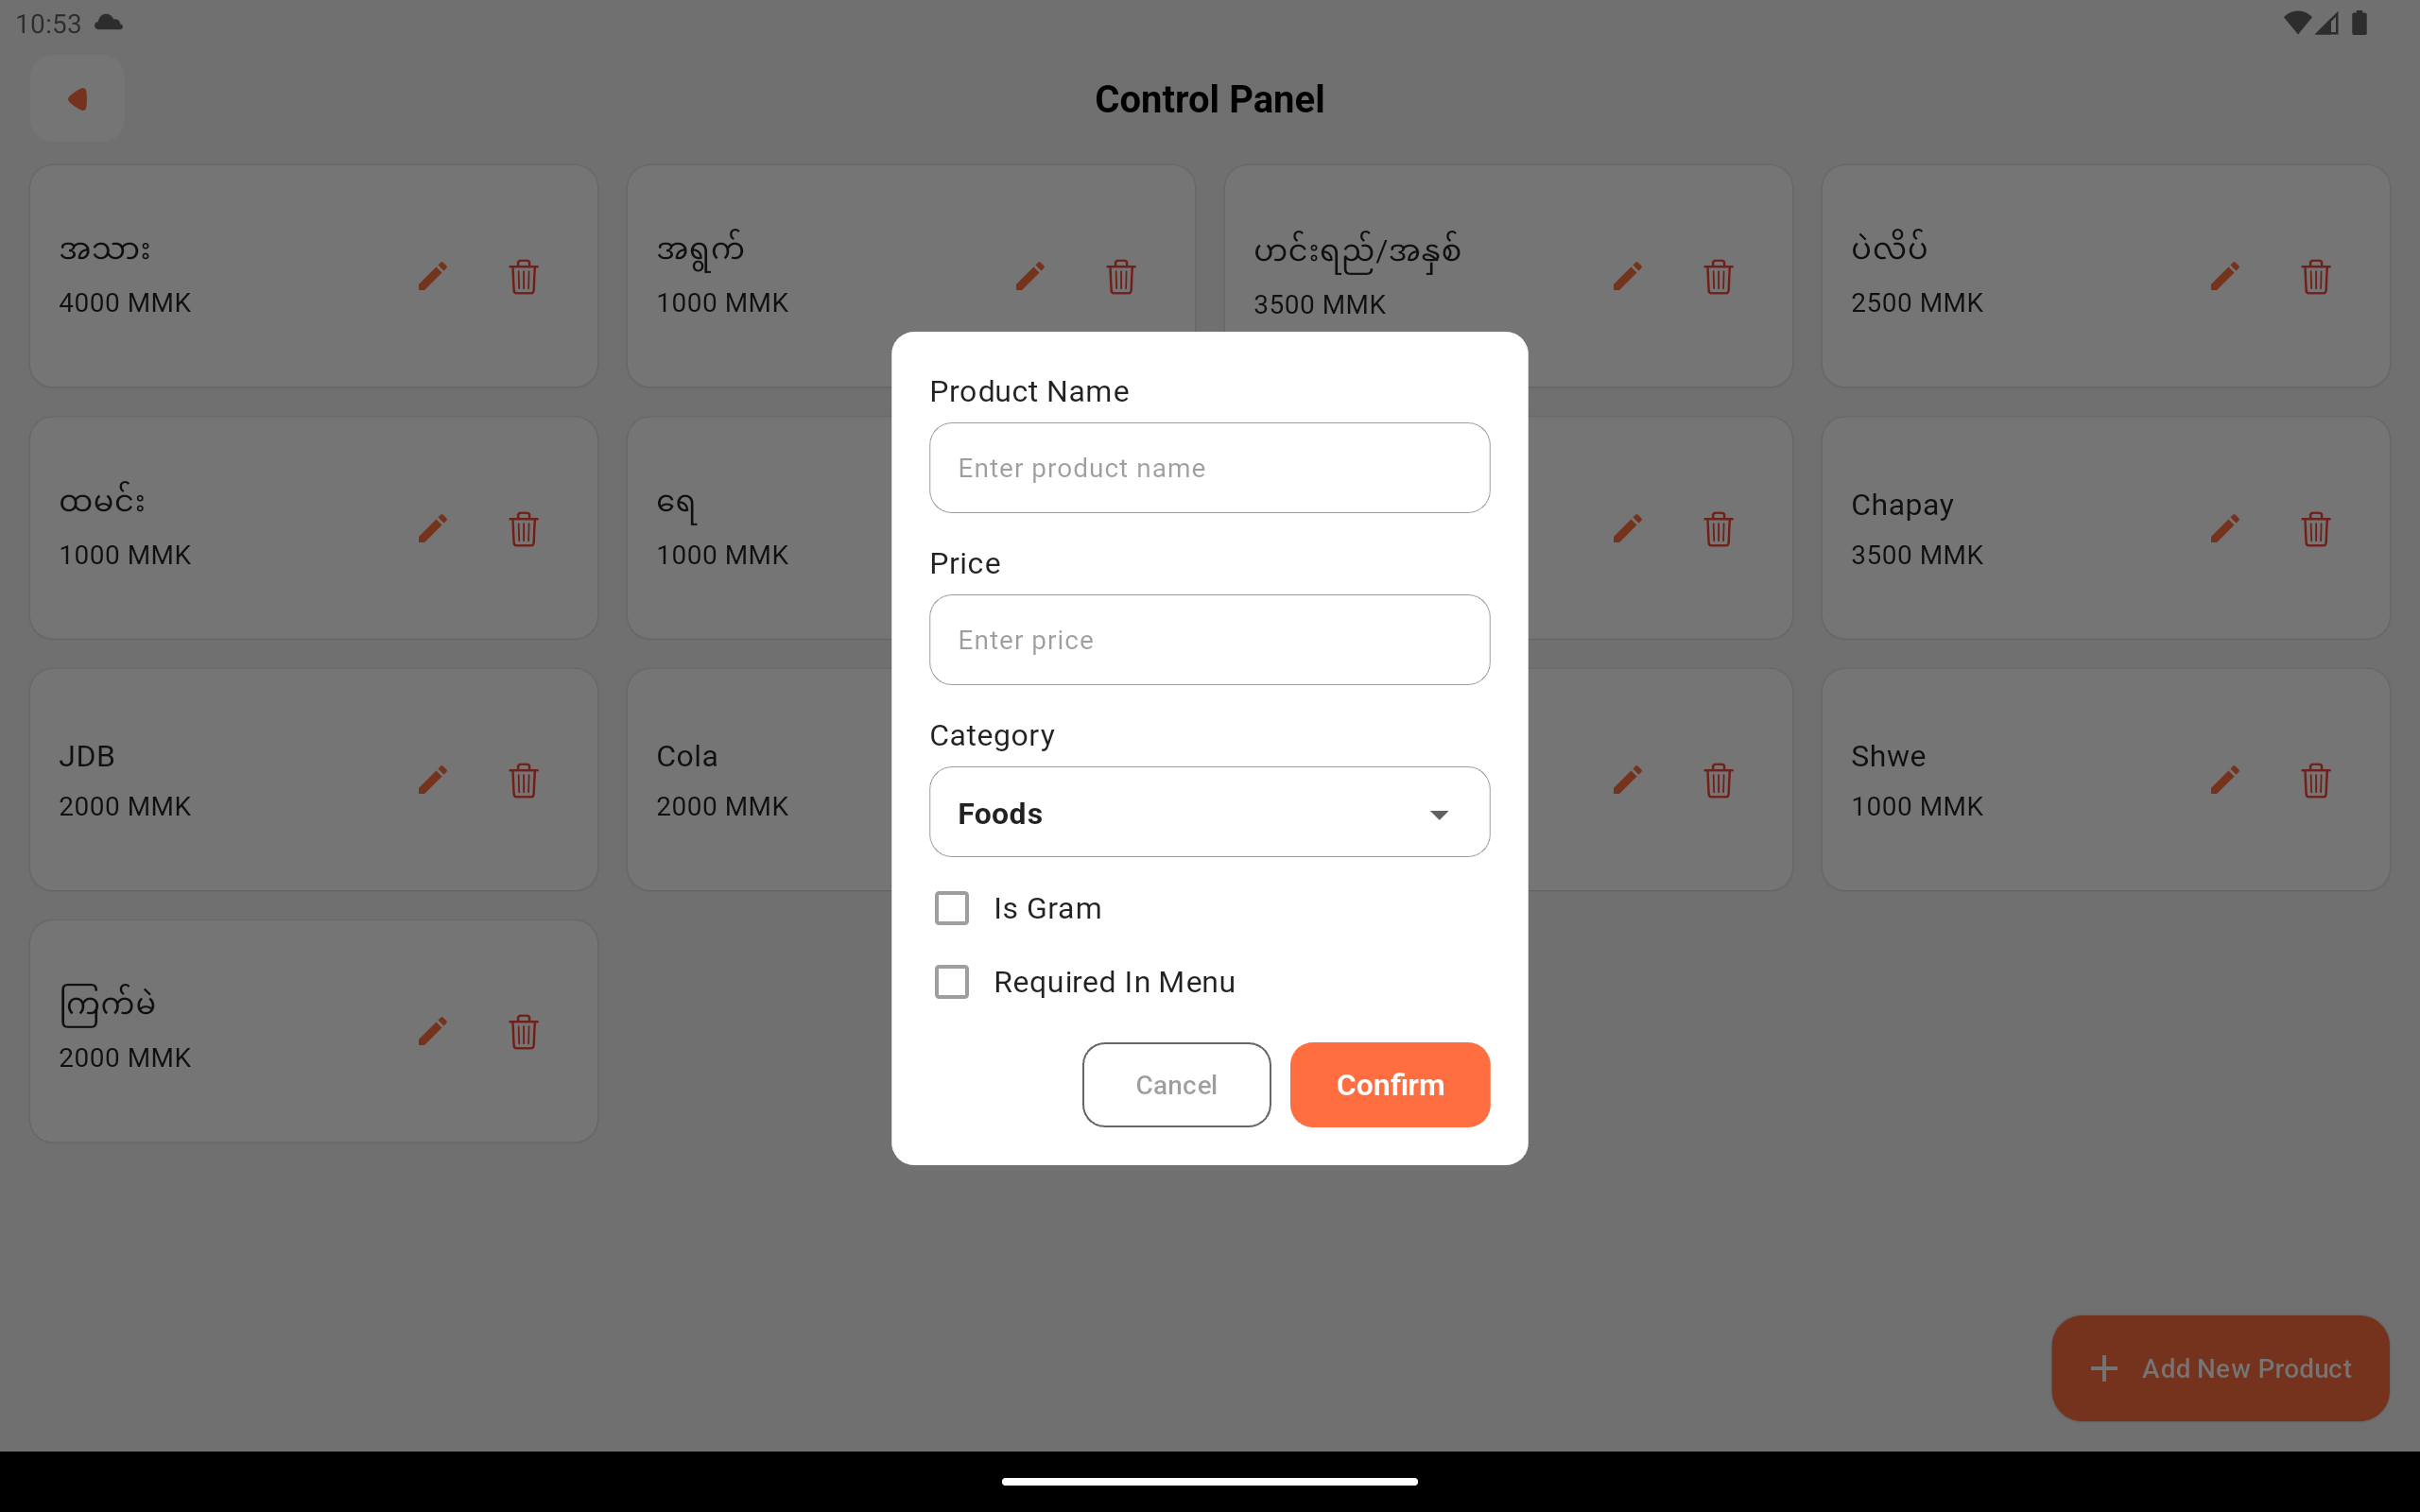 10:53
Control Panel
အသား
4000 MMK
အရွက်
1000 MMK
ဟင်းရည်/အနှစ်
3500 MMK
ပဲလိပ်
2500 MMK
ထမင်း
1000 MMK
ရေ
1000 MMK
Chapay
3500 MMK
JDB
2000 MMK
Cola
2000 MMK
Shwe
1000 MMK
ကြက်မဲ
2000 MMK
Product Name
Enter product name
Price
Enter price
Category
Foods
Is Gram
Required In Menu
Cancel
Confirm
Add New Product